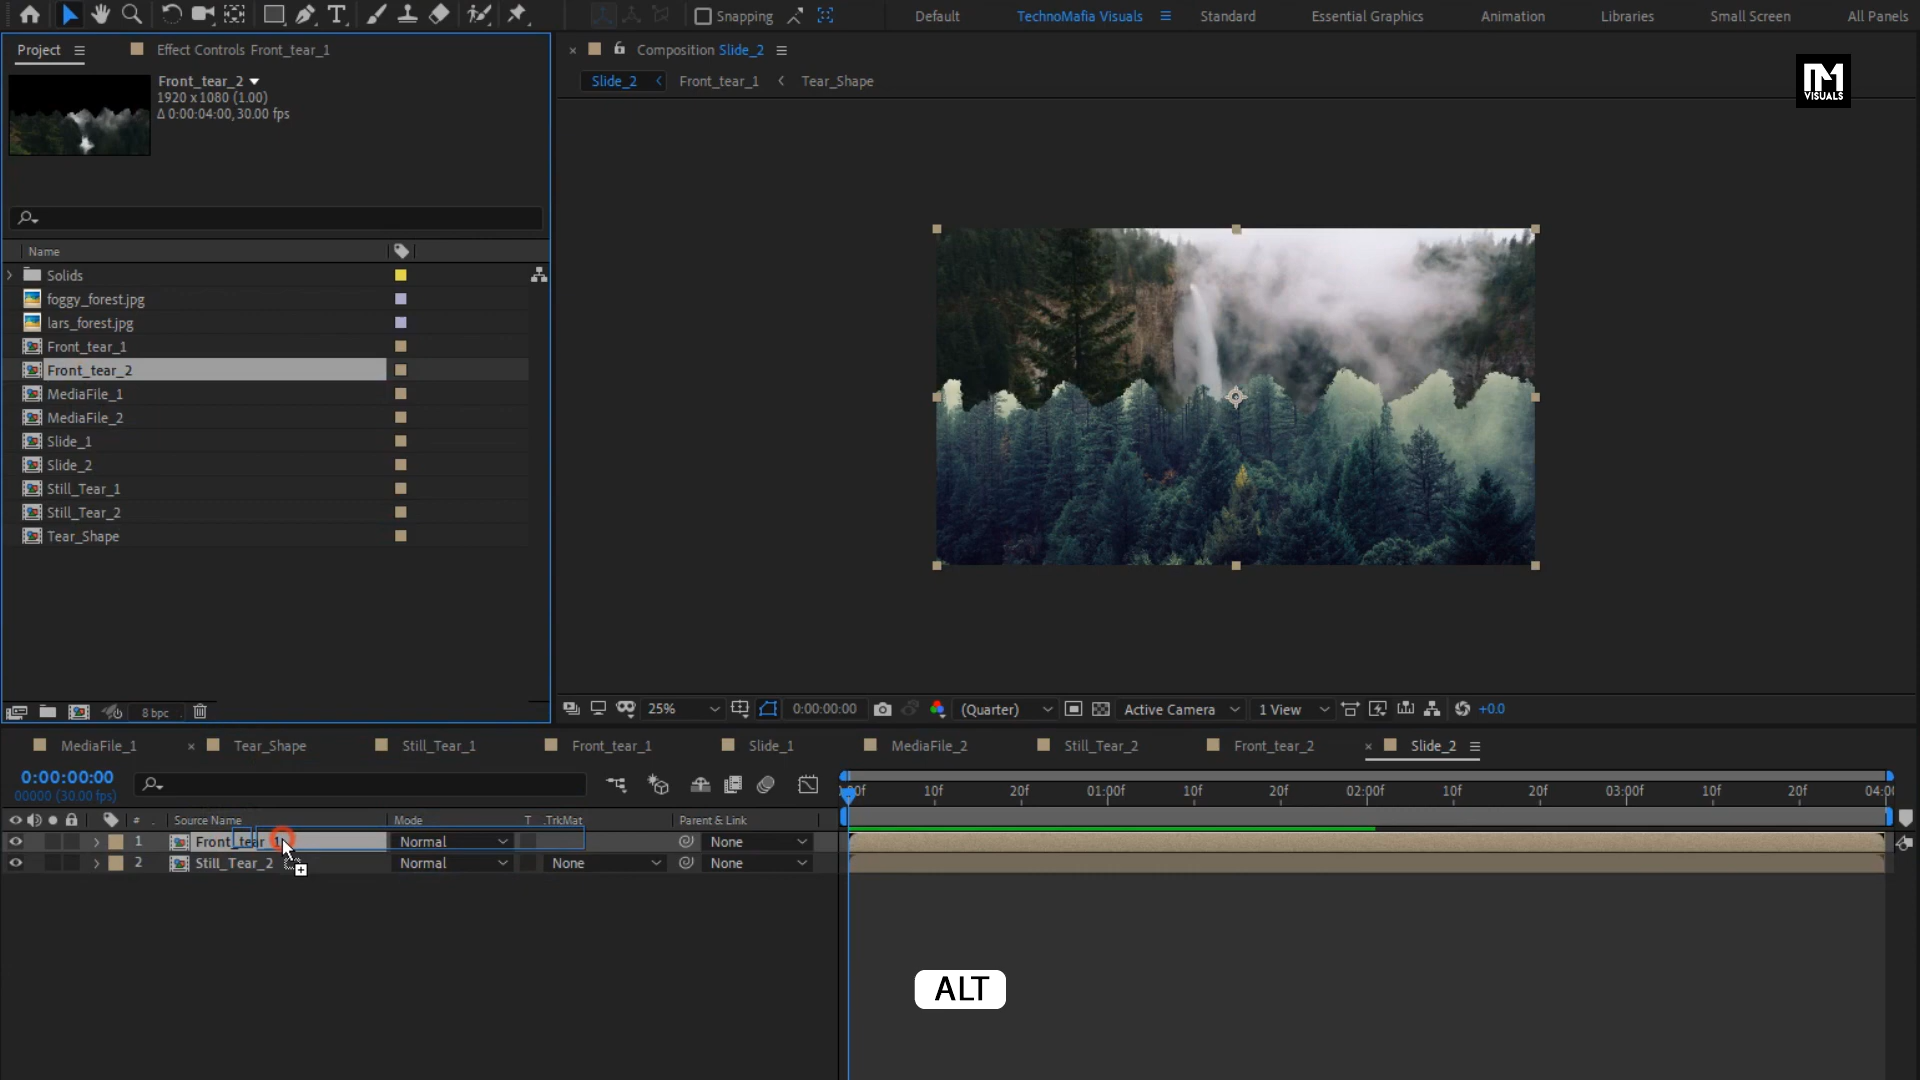 Snapping
Default
TechnoMafia Visuals
Standard
Essential Graphics
Animation
Libraries
Small Screen
All Panels
Project
Effect Controls Front_tear_1
Composition Slide_2
Front_tear_2
1920 x 1080 (1.00)
Δ 0:00:04:00, 30.00 fps
Slide_2
Front_tear_1
Tear_Shape
VISUALS
Name
Solids
foggy_forest.jpg
lars_forest.jpg
Front_tear_1
Front_tear_2
MediaFile_1
MediaFile_2
Slide_1
Slide_2
Still_Tear_1
Still_Tear_2
Tear_Shape
8 bpc
25%
0:00:00:00
(Quarter)
Active Camera
1 View
+0.0
MediaFile_1
Tear_Shape
Still_Tear_1
Front_tear_1
Slide_1
MediaFile_2
Still_Tear_2
Front_tear_2
Slide_2
0:00:00:00
00000 (30.00 fps)
10f
20f
01:00f
10f
20f
02:00f
10f
20f
03:00f
10f
20f
# Source Name
Mode
T .TrkMat
Parent & Link
1 Front_tear_1
Normal
None
2 Still_Tear_2
Normal
None
None
ALT